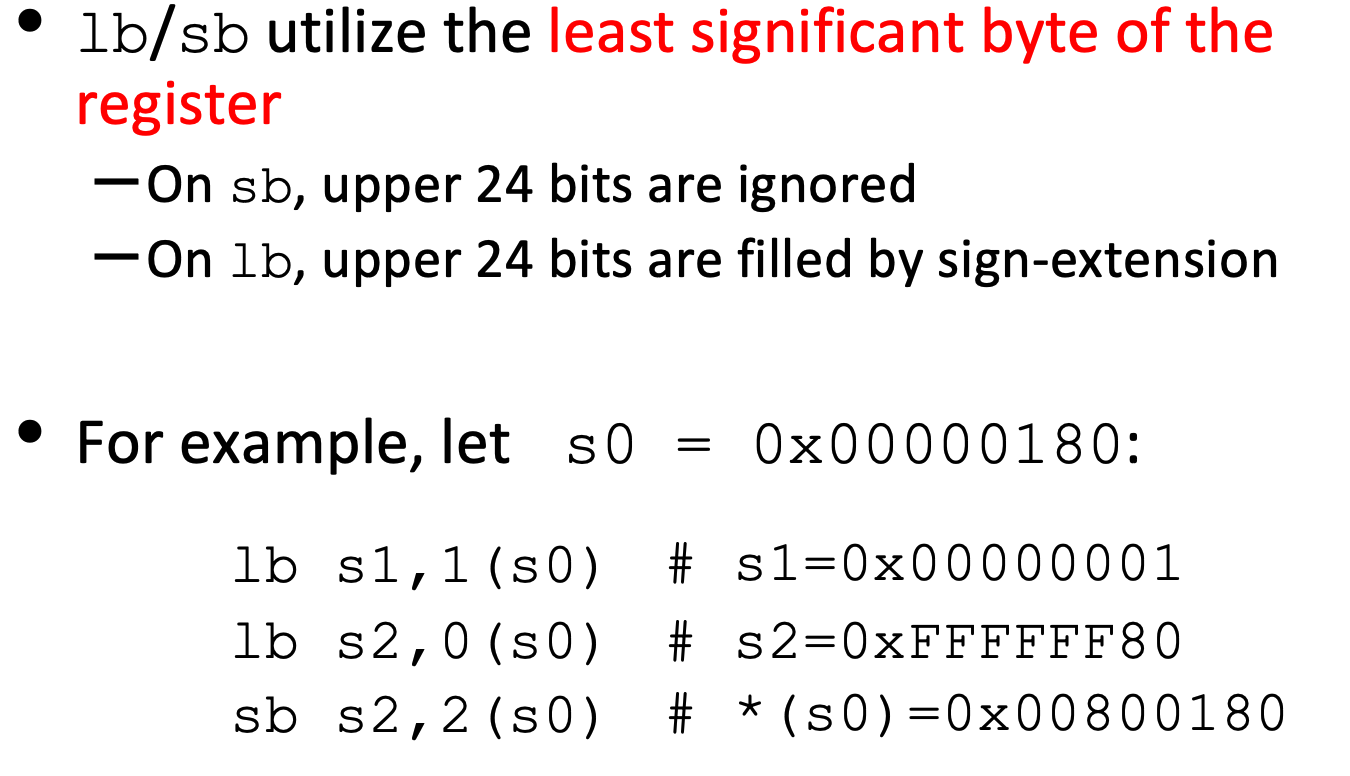 • lb/sb utilize the least significant byte of the
register
—On sb, upper 24 bits are ignored
—On lb, upper 24 bits are filled by sign-extension
• For example, let s0 = 0x00000180:
lb s1,1(s0) # s1=0x00000001
lb s2,0(s0) # s2=0xFFFFFF80
sb s2,2(s0) # *(s0)=0x00800180